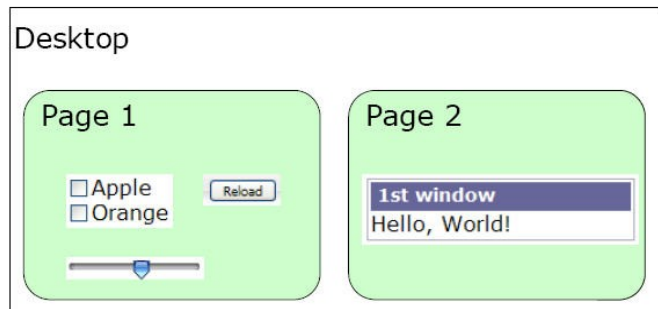 Desktop
Page 1
Apple
Orange
Reload
Page 2
1st window
Hello, World!